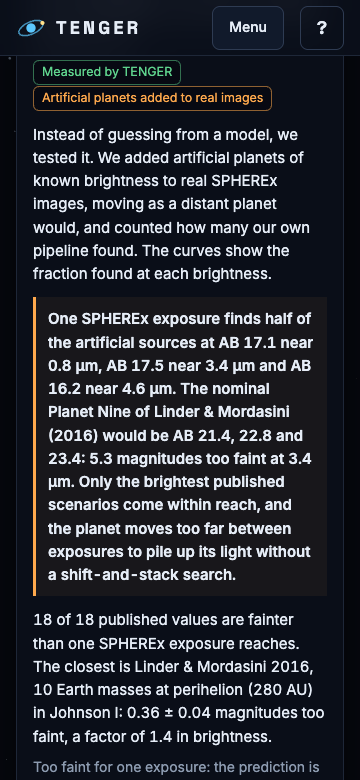 TENGER
Menu
?
Measured by TENGER
Artificial planets added to real images
Instead of guessing from a model, we
tested it. We added artificial planets of
known brightness to real SPHEREx
images, moving as a distant planet
would, and counted how many our own
pipeline found. The curves show the
fraction found at each brightness.
One SPHEREx exposure finds half of
the artificial sources at AB 17.1 near
0.8 µm, AB 17.5 near 3.4 µm and AB
16.2 near 4.6 µm. The nominal
Planet Nine of Linder & Mordasini
(2016) would be AB 21.4, 22.8 and
23.4: 5.3 magnitudes too faint at 3.4
µm. Only the brightest published
scenarios come within reach, and
the planet moves too far between
exposures to pile up its light without
a shift-and-stack search.
18 of 18 published values are fainter
than one SPHEREx exposure reaches.
The closest is Linder & Mordasini 2016,
10 Earth masses at perihelion (280 AU)
in Johnson I: 0.36 ± 0.04 magnitudes too
faint, a factor of 1.4 in brightness.
Too faint for one exposure: the prediction is